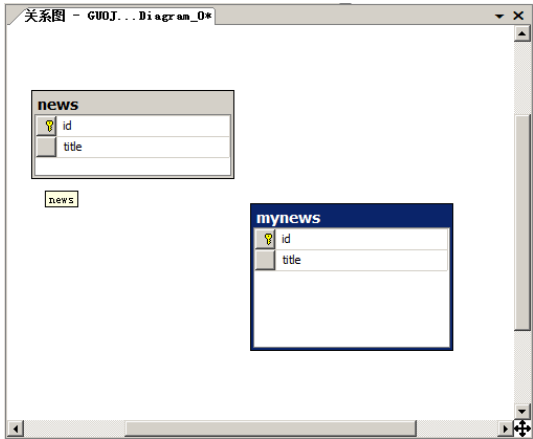 关系图 - GUOJ...Diagram_0*
news
id
title
news
mynews
id
title